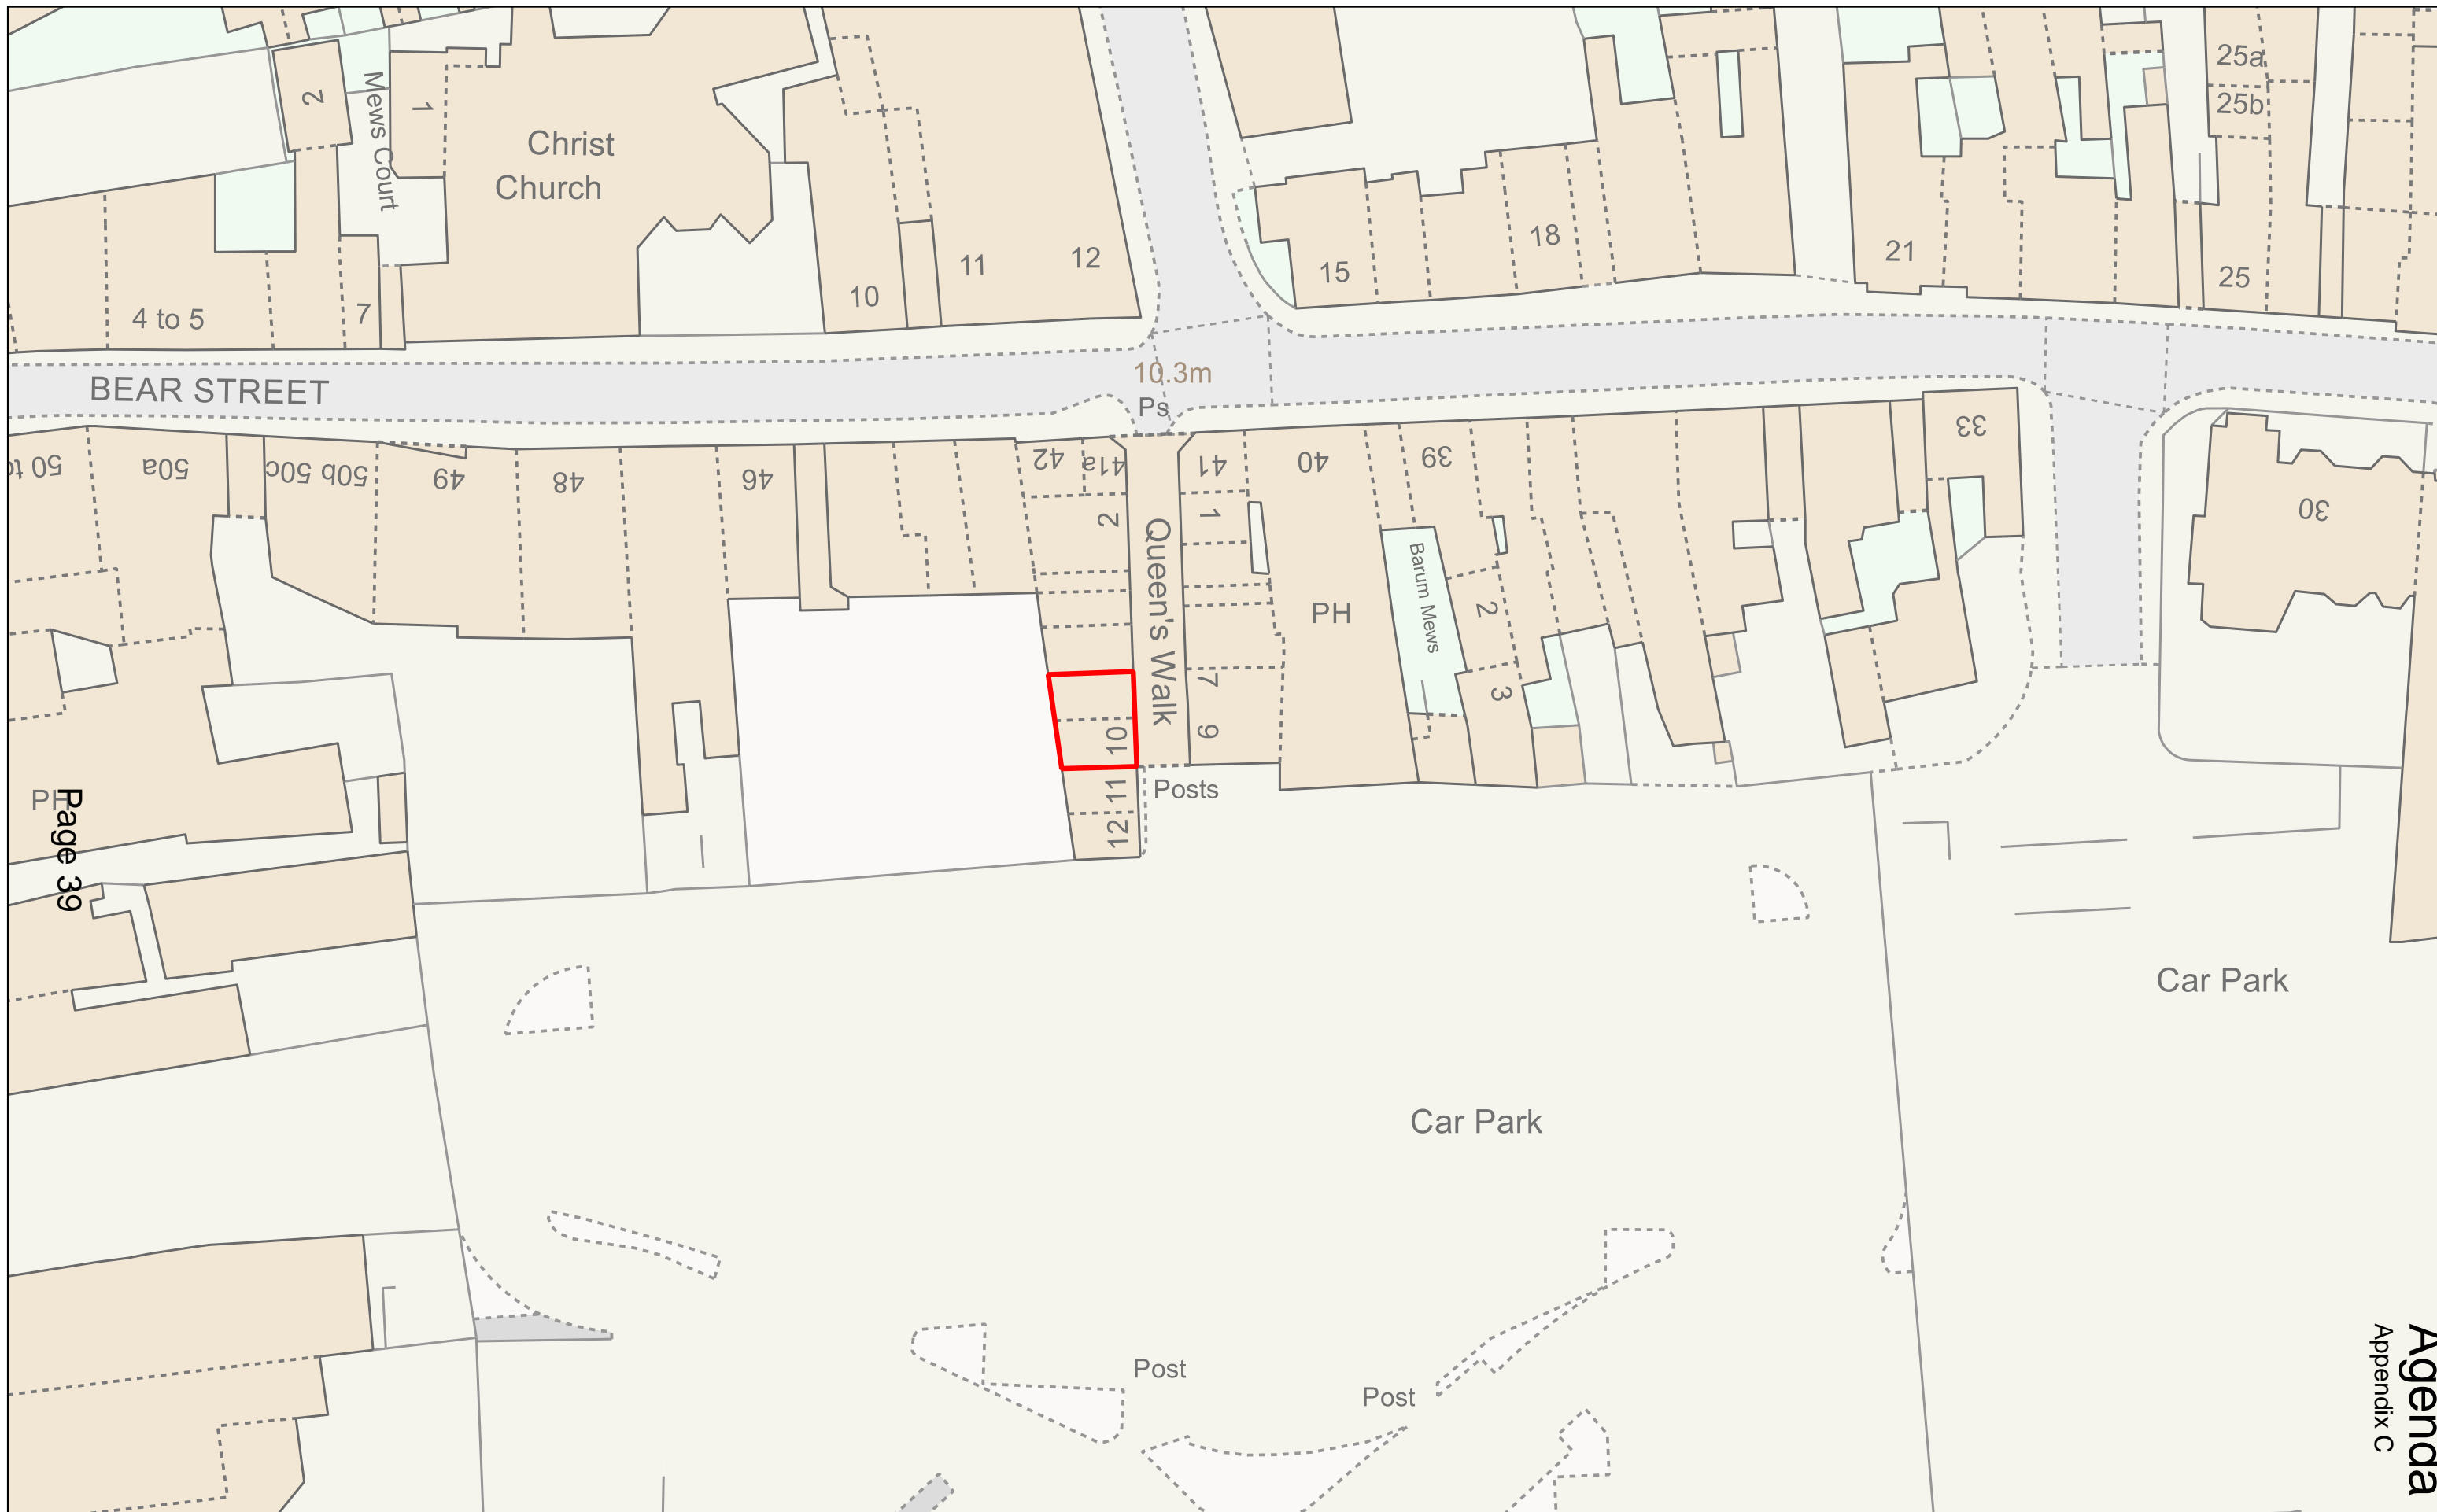 25a
25b
2
Mews Court
1
Christ
Church
4 to 5
7
10
11
12
15
18
21
25
BEAR STREET
10.3m
Ps
50a
50b 50c
49
48
46
42
41a
41
40
39
33
30
2
Queen's Walk
1
PH
Barum Mews
2
3
7
9
10
11
12
Posts
PH
Page 39
Car Park
Car Park
Post
Post
Agenda
Appendix C